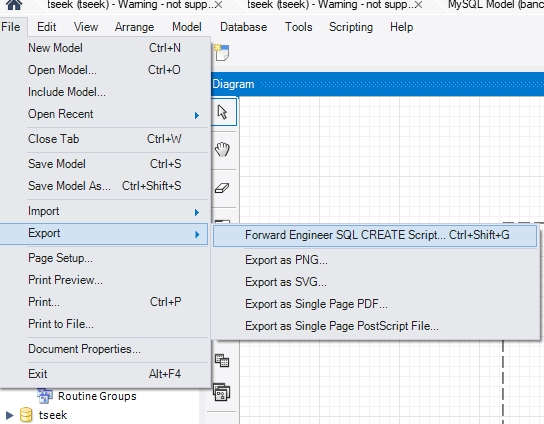 tseek (tseek) - Warning - not supp... tseek (tseek) - Warning - not supp... MySQL Model (banc
File Edit View Arrange Model Database Tools Scripting Help
New Model Ctrl+N
Open Model... Ctrl+O
Include Model...
Open Recent
Close Tab Ctrl+W
Save Model Ctrl+S
Save Model As... Ctrl+Shift+S
Import
Export
Page Setup...
Print Preview...
Print... Ctrl+P
Print to File...
Document Properties...
Exit Alt+F4
Diagram
Forward Engineer SQL CREATE Script... Ctrl+Shift+G
Export as PNG...
Export as SVG...
Export as Single Page PDF...
Export as Single Page PostScript File...
Routine Groups
tseek